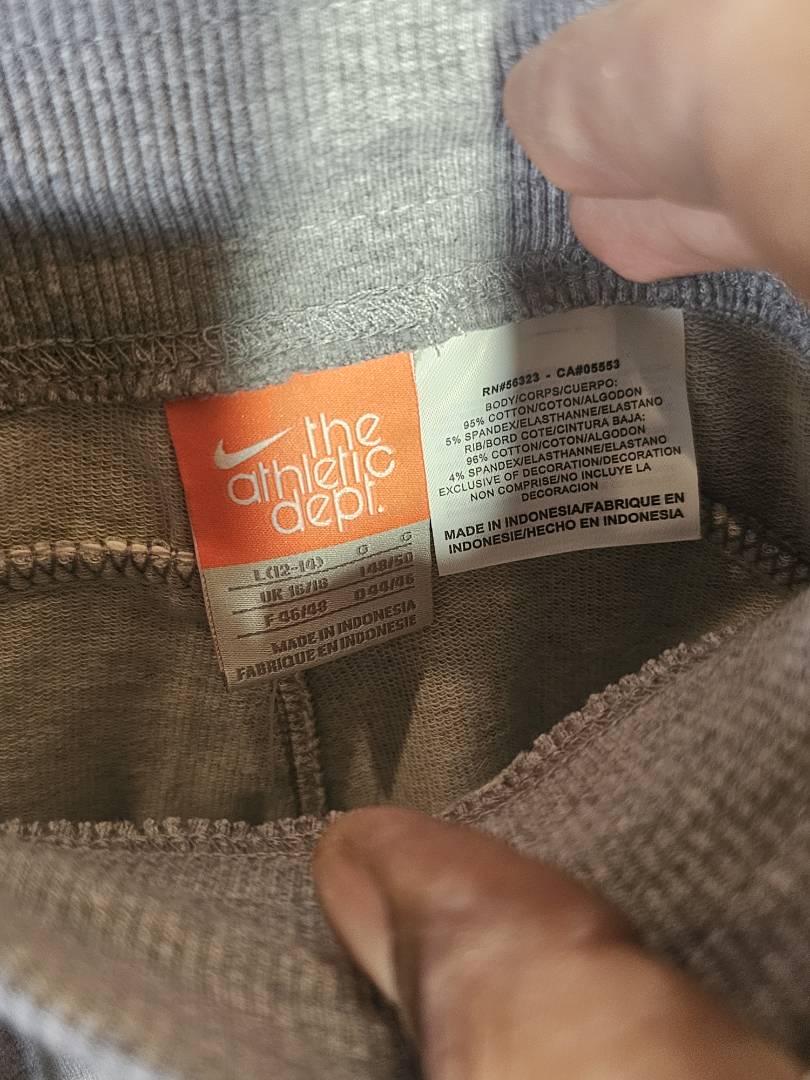 the
athletic
dept.
L(12-14) G G
UK 16/18 I 48/50
F 46/48 D 44/46
MADE IN INDONESIA
FABRIQUE EN INDONESIE
RN#56323 - CA#05553
BODY/CORPS/CUERPO:
95% COTTON/COTON/ALGODON
5% SPANDEX/ELASTHANNE/ELASTANO
RIB/BORD COTE/CINTURA BAJA:
96% COTTON/COTON/ALGODON
4% SPANDEX/ELASTHANNE/ELASTANO
EXCLUSIVE OF DECORATION/DECORATION
NON COMPRISE/NO INCLUYE LA
DECORACION
MADE IN INDONESIA/FABRIQUE EN
INDONESIE/HECHO EN INDONESIA